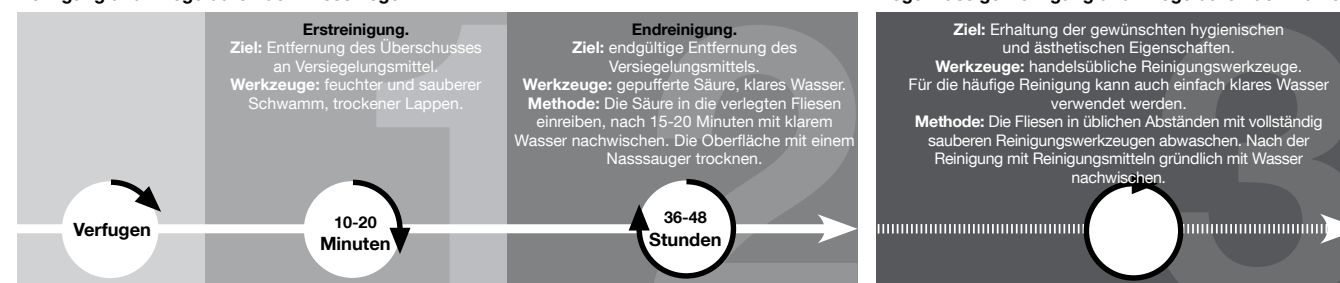 Erstreinigung.
Ziel: Entfernung des Überschusses
an Versiegelungsmittel.
Werkzeuge: feuchter und sauberer
Schwamm, trockener Lappen.
1
Endreinigung.
Ziel: endgültige Entfernung des
Versiegelungsmittels.
Werkzeuge: gepufferte Säure, klares Wasser.
Methode: Die Säure in die verlegten Fliesen
einreiben, nach 15-20 Minuten mit klarem
Wasser nachwischen. Die Oberfläche mit einem
Nasssauger trocknen.
2
Verfugen
10-20
Minuten
36-48
Stunden
Ziel: Erhaltung der gewünschten hygienischen
und ästhetischen Eigenschaften.
Werkzeuge: handelsübliche Reinigungswerkzeuge.
Für die häufige Reinigung kann auch einfach klares Wasser
verwendet werden.
Methode: Die Fliesen in üblichen Abständen mit vollständig
sauberen Reinigungswerkzeugen abwaschen. Nach der
Reinigung mit Reinigungsmitteln gründlich mit Wasser
nachwischen.
3